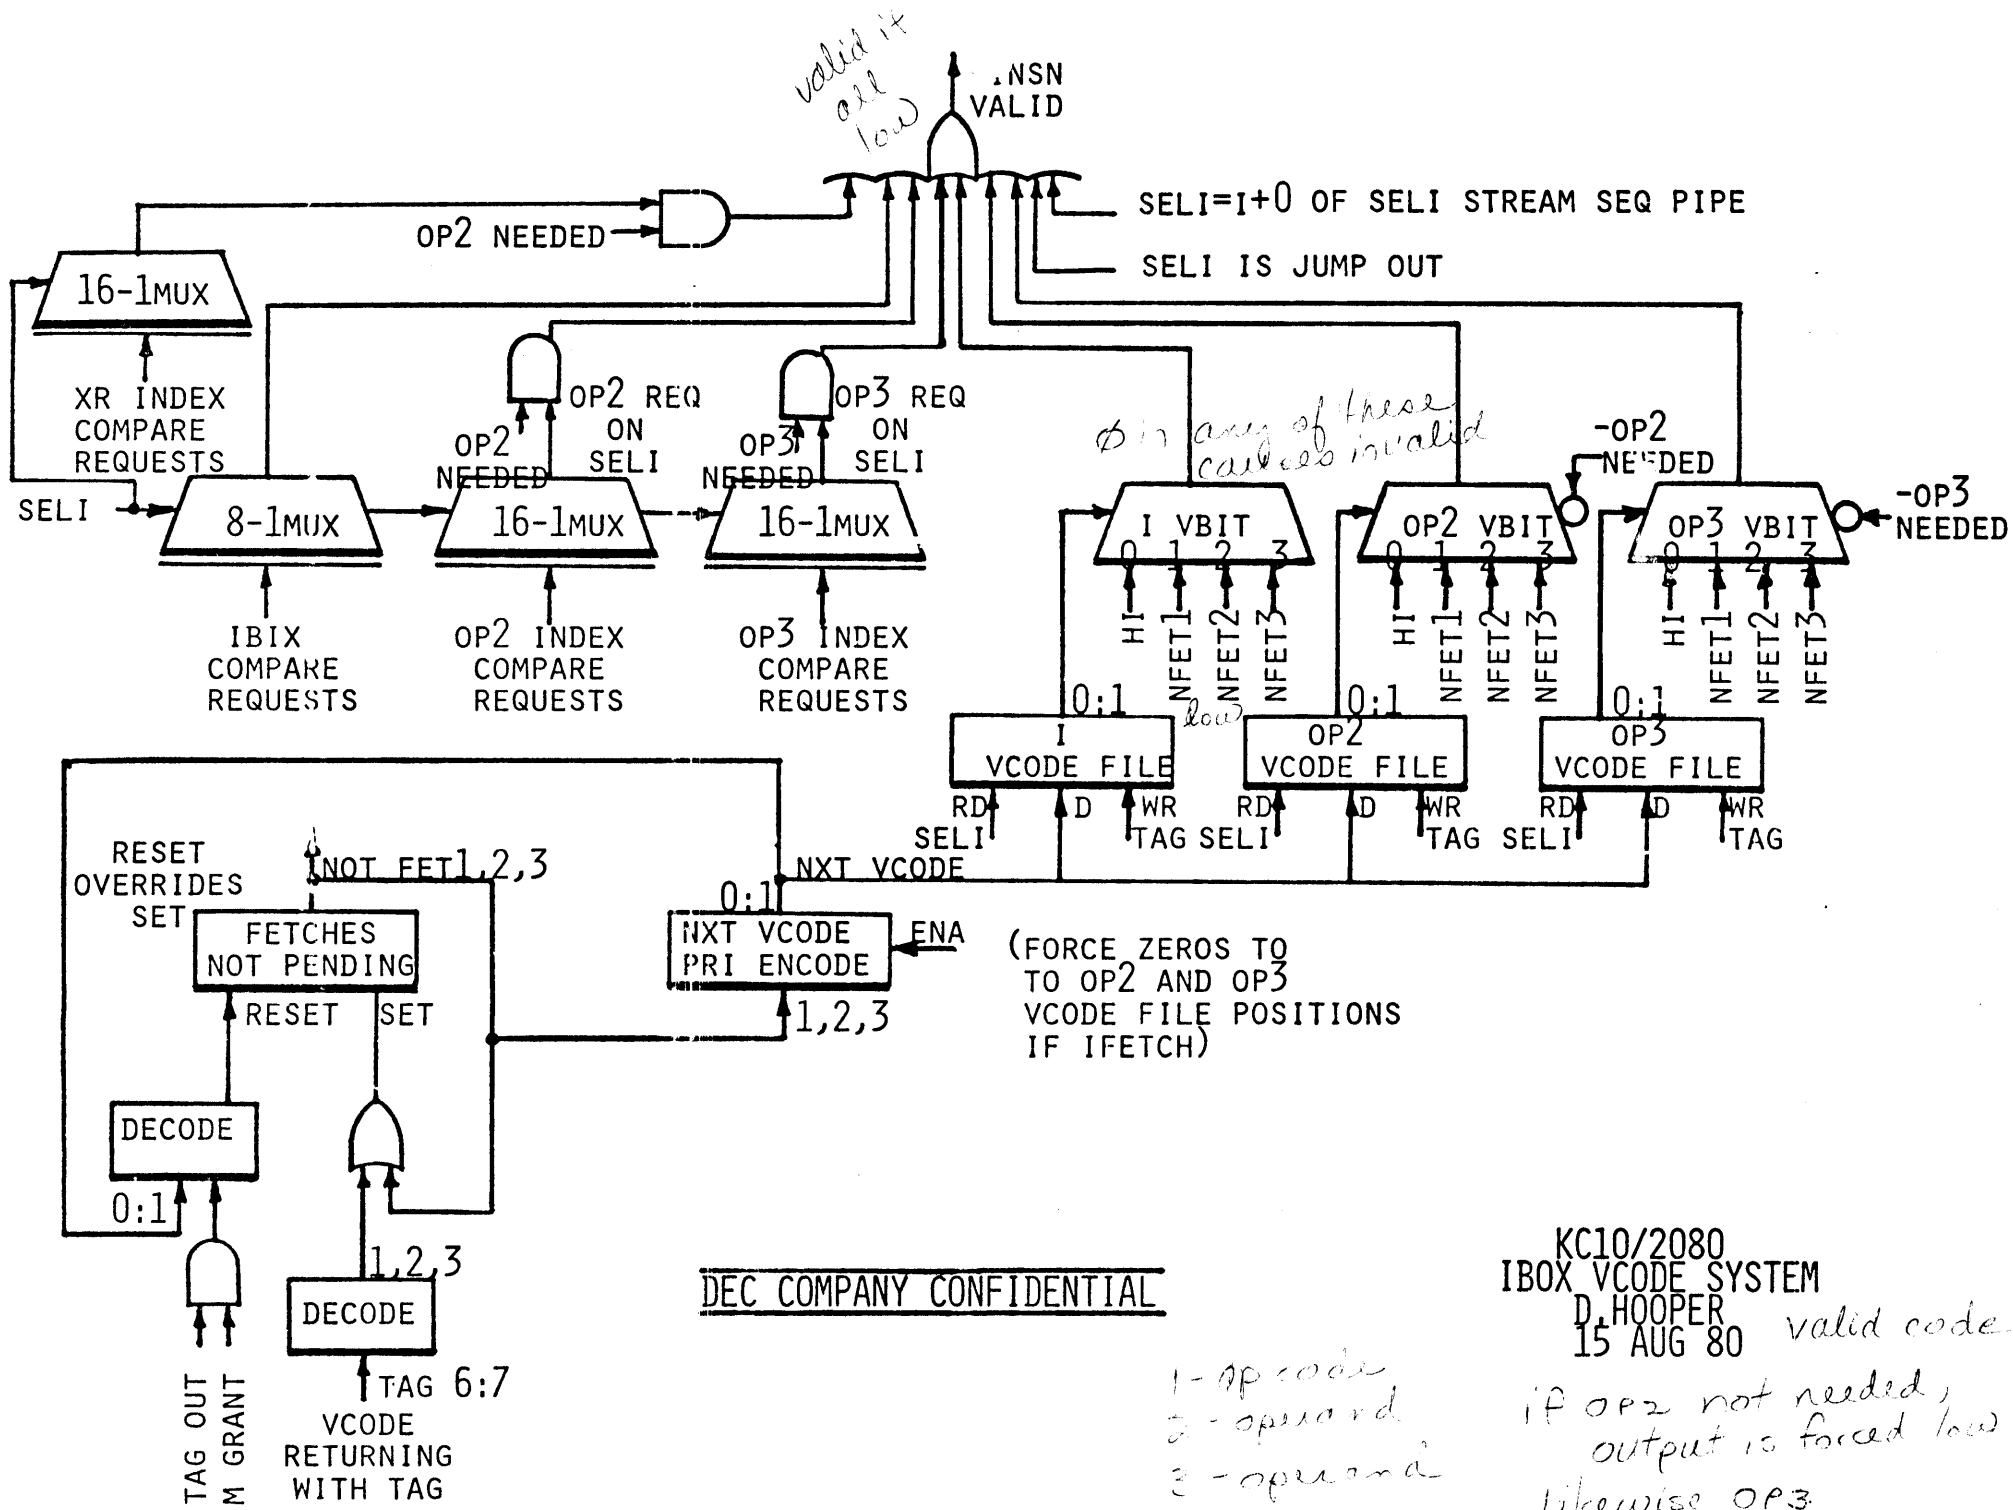 valid if
all
low
.NSN
VALID
SELI=I+0 OF SELI STREAM SEQ PIPE
OP2 NEEDED
SELI IS JUMP OUT
16-1MUX
XR INDEX
COMPARE
REQUESTS
OP2 REQ
ON
SELI
OP2
NEEDED
OP3 REQ
ON
SELI
OP3
NEEDED
Ø in any of these
causes invalid
-OP2
NEEDED
-OP3
NEEDED
SELI
8-1MUX
16-1MUX
16-1MUX
I VBIT
0 1 2 3
OP2 VBIT
0 1 2 3
OP3 VBIT
0 1 2 3
HI
NFET1
NFET2
NFET3
HI
NFET1
NFET2
NFET3
HI
NFET1
NFET2
NFET3
IBIX
COMPARE
REQUESTS
OP2 INDEX
COMPARE
REQUESTS
OP3 INDEX
COMPARE
REQUESTS
0:1
low
0:1
0:1
I
VCODE FILE
OP2
VCODE FILE
OP3
VCODE FILE
RD
SELI
D
WR
TAG
RD
SELI
D
WR
TAG
RD
SELI
D
WR
TAG
RESET
OVERRIDES
SET
NOT FET1,2,3
NXT VCODE
0:1
FETCHES
NOT PENDING
RESET
SET
NXT VCODE
PRI ENCODE
ENA
1,2,3
(FORCE ZEROS TO
TO OP2 AND OP3
VCODE FILE POSITIONS
IF IFETCH)
DECODE
0:1
1,2,3
DECODE
TAG OUT
M GRANT
TAG 6:7
VCODE
RETURNING
WITH TAG
DEC COMPANY CONFIDENTIAL
KC10/2080
IBOX VCODE SYSTEM
D.HOOPER
15 AUG 80
valid code
1-opcode
2-operand
3-operand
if OP2 not needed,
output is forced low
likewise OP3